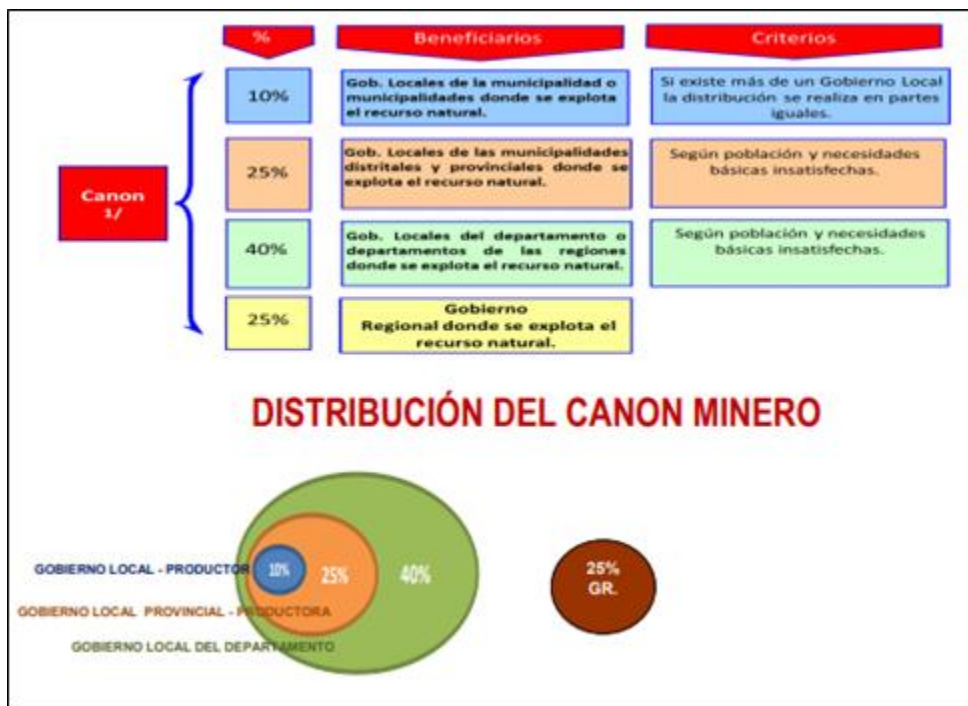 %
Beneficiarios
Criterios
Canon
1/
10%
Gob. Locales de la municipalidad o
municipalidades donde se explota
el recurso natural.
Si existe más de un Gobierno Local
la distribución se realiza en partes
iguales.
25%
Gob. Locales de las municipalidades
distritales y provinciales donde se
explota el recurso natural.
Según población y necesidades
básicas insatisfechas.
40%
Gob. Locales del departamento o
departamentos de las regiones
donde se explota el recurso natural.
Según población y necesidades
básicas insatisfechas.
25%
Gobierno
Regional donde se explota el
recurso natural.
DISTRIBUCIÓN DEL CANON MINERO
GOBIERNO LOCAL - PRODUCTOR
10%
25%
40%
GOBIERNO LOCAL PROVINCIAL - PRODUCTORA
GOBIERNO LOCAL DEL DEPARTAMENTO
25%
GR.